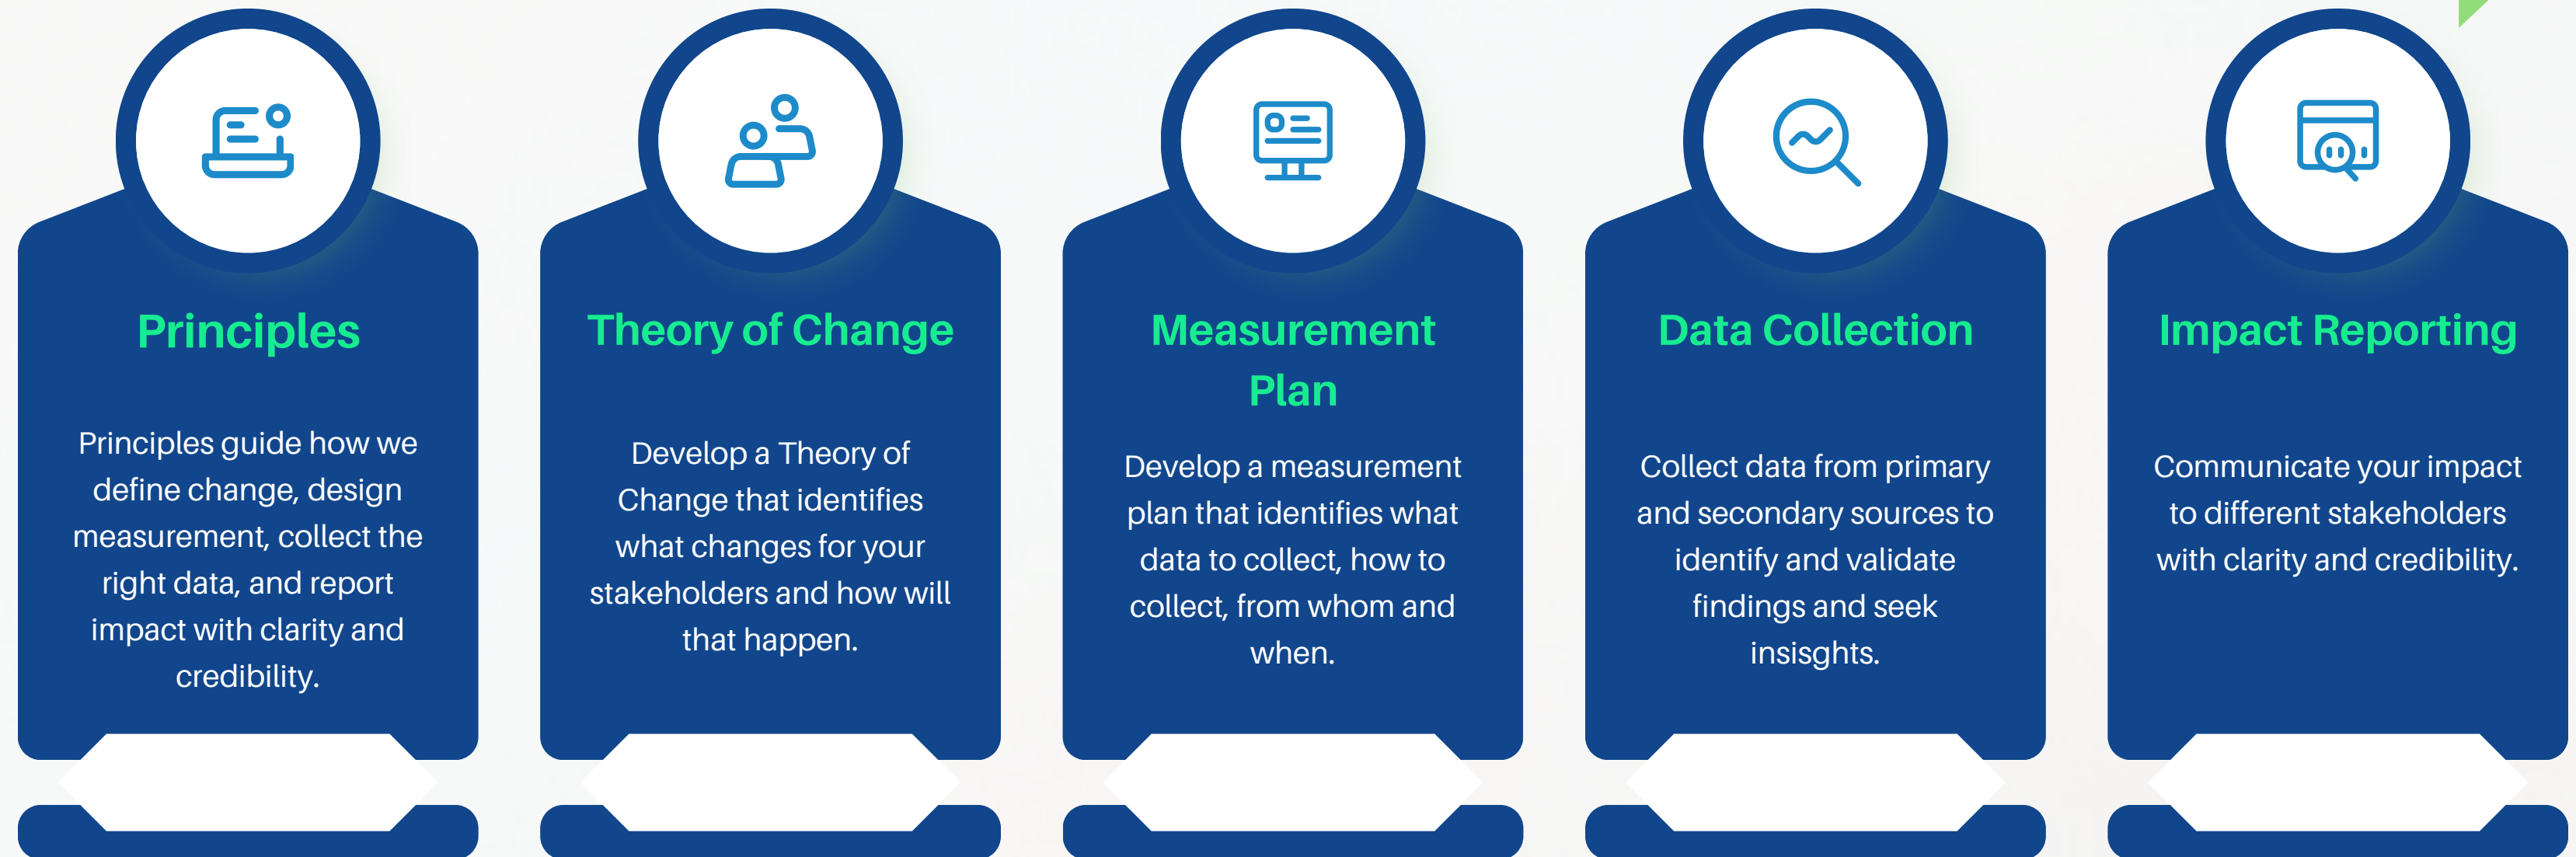 Principles
Principles guide how we
define change, design
measurement, collect the
right data, and report
impact with clarity and
credibility.
Theory of Change
Develop a Theory of
Change that identifies
what changes for your
stakeholders and how will
that happen.
Measurement
Plan
Develop a measurement
plan that identifies what
data to collect, how to
collect, from whom and
when.
Data Collection
Collect data from primary
and secondary sources to
identify and validate
findings and seek
insisghts.
Impact Reporting
Communicate your impact
to different stakeholders
with clarity and credibility.